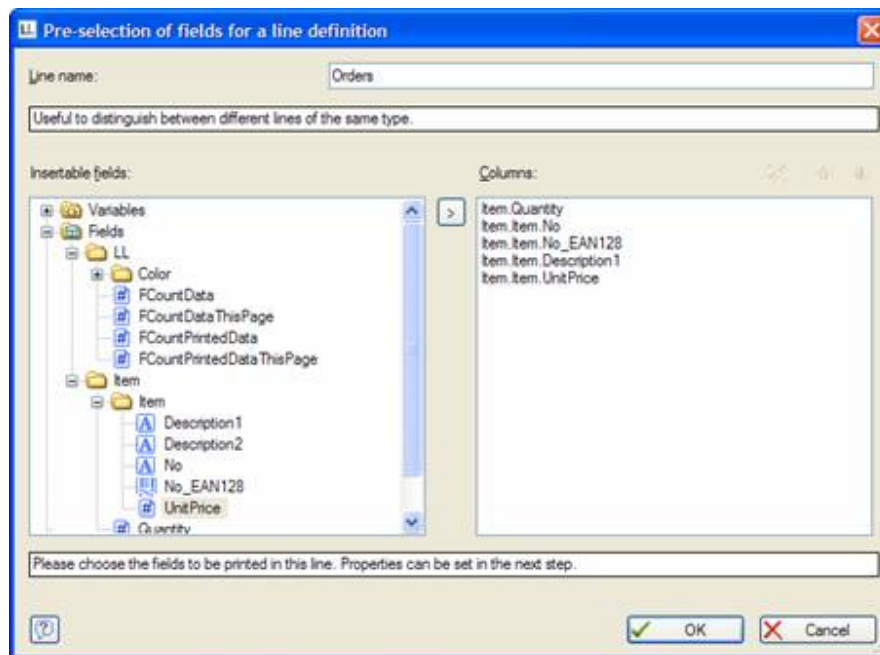 LL Pre-selection of fields for a line definition
Line name:
Orders
Useful to distinguish between different lines of the same type.
Insertable fields:
Variables
Fields
LL
Color
FCountData
FCountDataThisPage
FCountPrintedData
FCountPrintedDataThisPage
Item
Item
Description1
Description2
No
No_EAN128
UnitPrice
Quantity
>
Columns:
Item.Quantity
Item.Item.No
Item.Item.No_EAN128
Item.Item.Description1
Item.Item.UnitPrice
Please choose the fields to be printed in this line. Properties can be set in the next step.
OK
Cancel